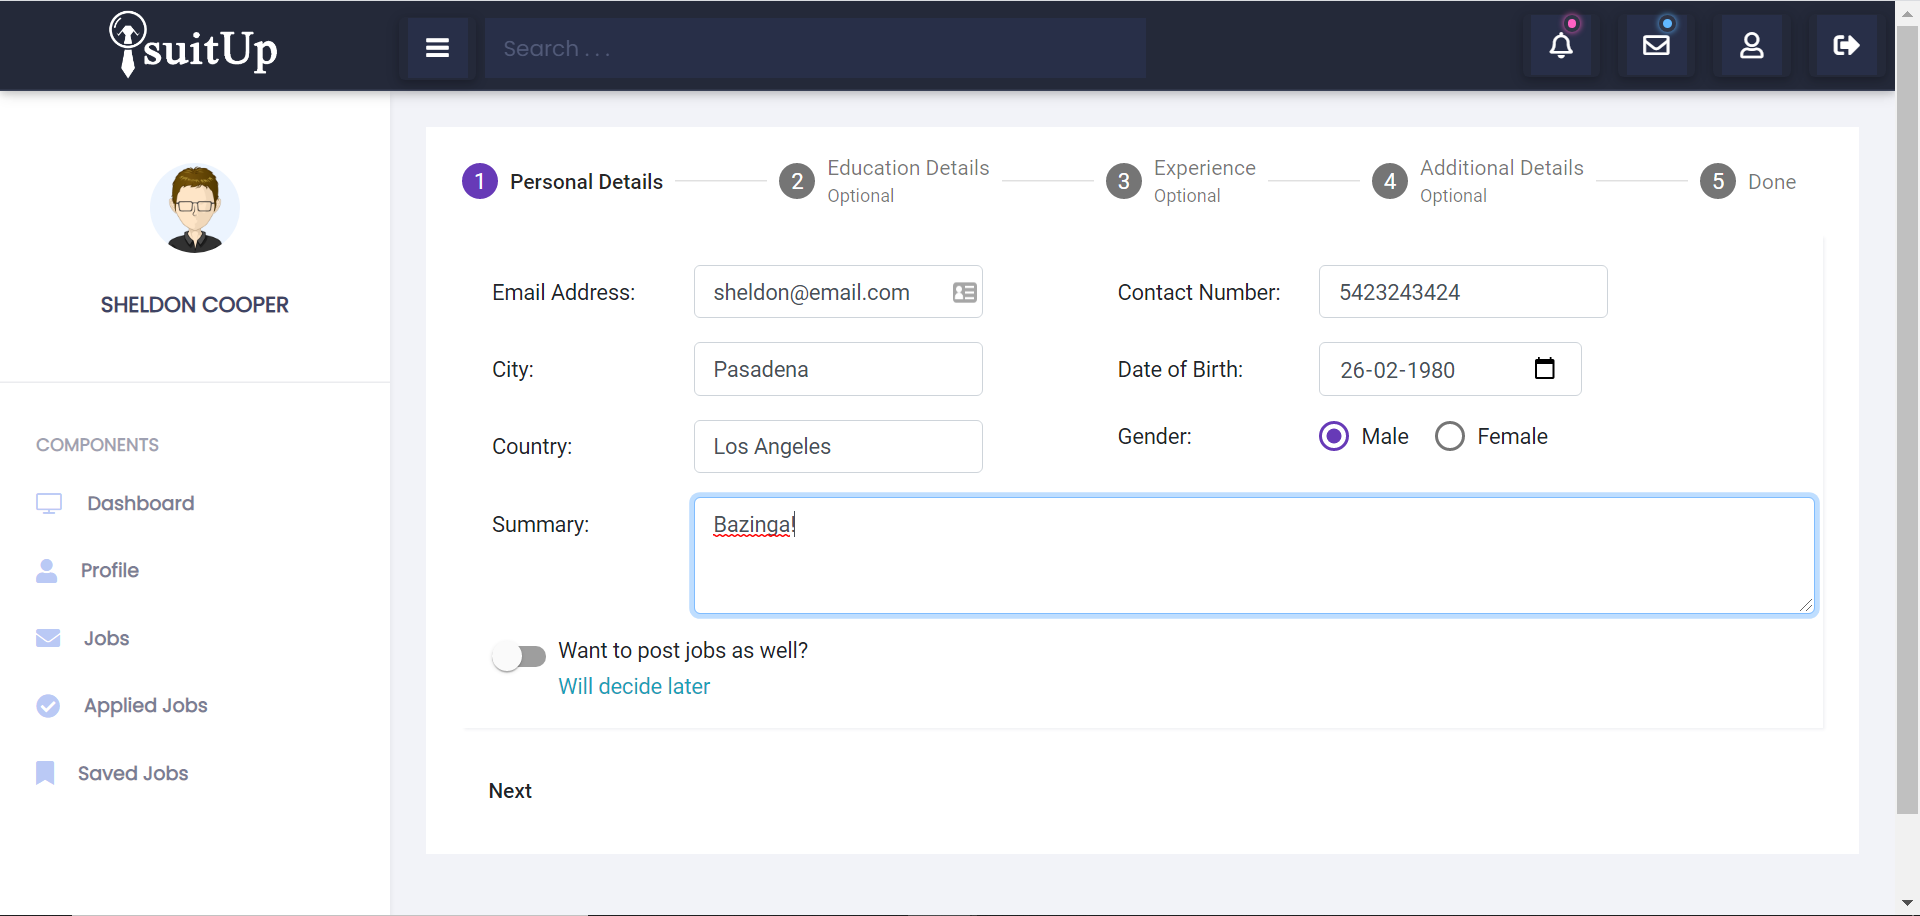 suitUp
Search . . .
SHELDON COOPER
COMPONENTS
Dashboard
Profile
Jobs
Applied Jobs
Saved Jobs
1 Personal Details
2 Education Details
Optional
3 Experience
Optional
4 Additional Details
Optional
5 Done
Email Address: sheldon@email.com
Contact Number: 5423243424
City: Pasadena
Date of Birth: 26-02-1980
Country: Los Angeles
Gender: Male Female
Summary: Bazinga!
Want to post jobs as well?
Will decide later
Next